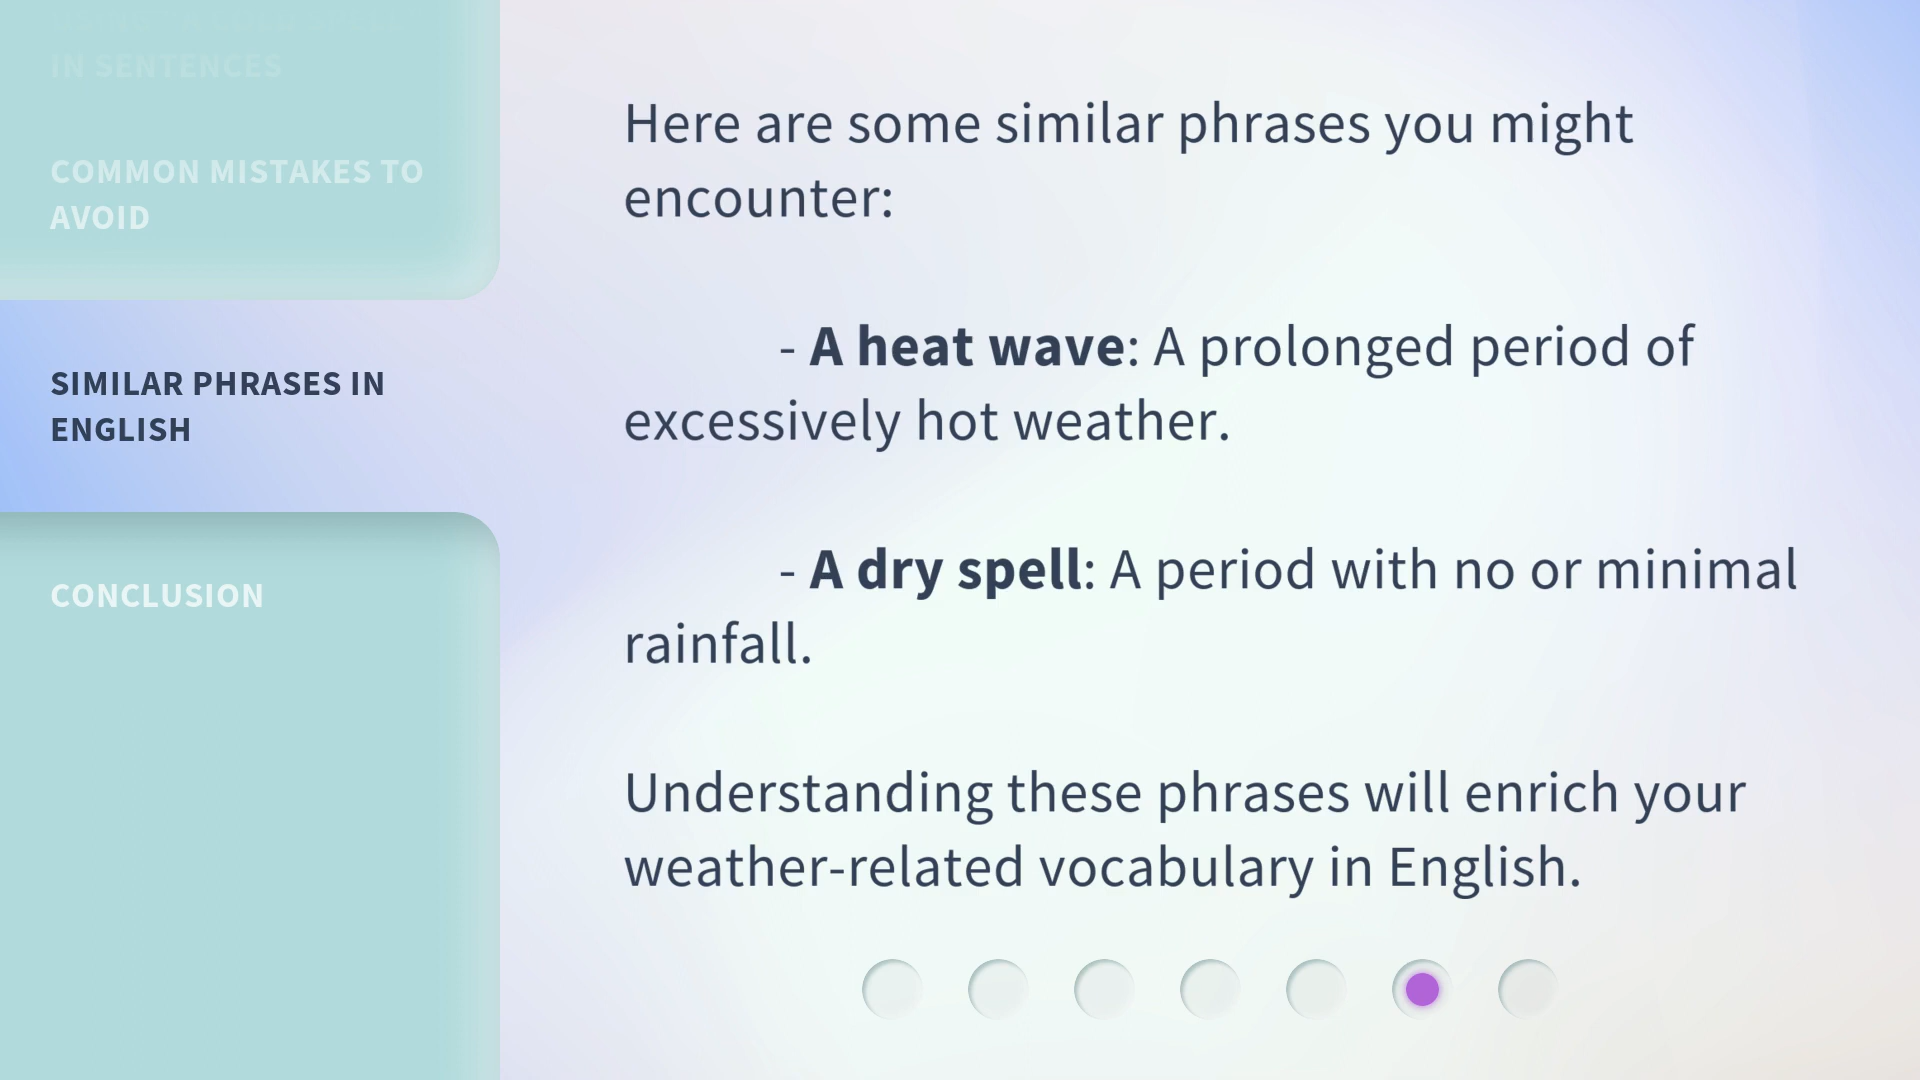 IN SENTENCES
COMMON MISTAKES TO
AVOID
SIMILAR PHRASES IN
ENGLISH
CONCLUSION
Here are some similar phrases you might
encounter:
- A heat wave: A prolonged period of
excessively hot weather.
- A dry spell: A period with no or minimal
rainfall.
Understanding these phrases will enrich your
weather-related vocabulary in English.